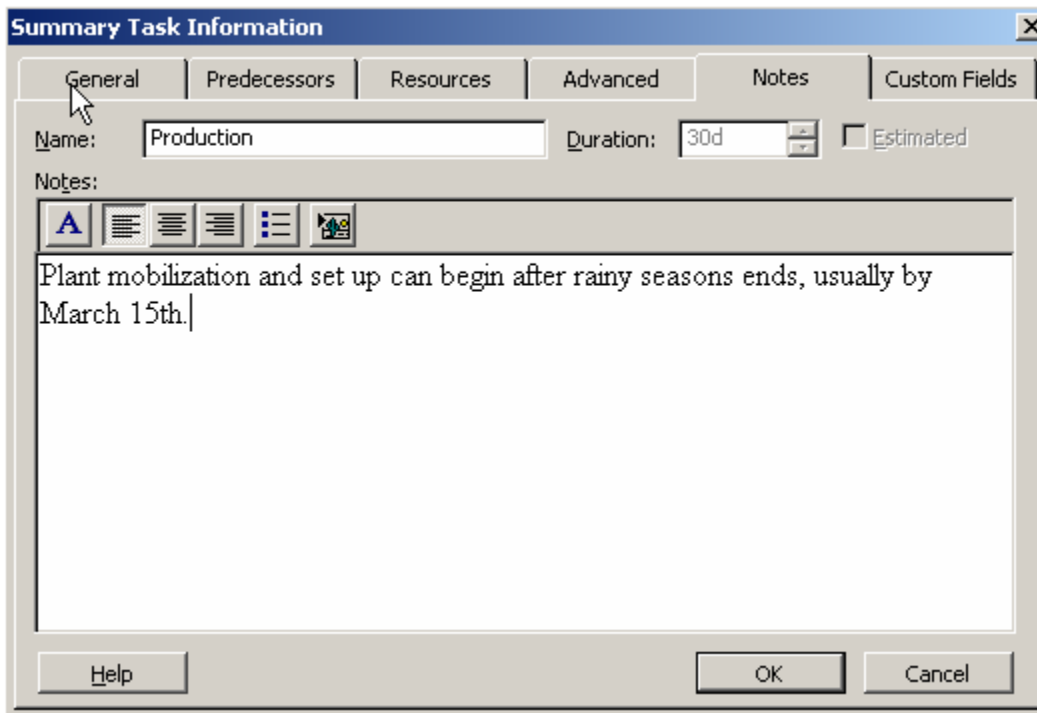 Summary Task Information
General Predecessors Resources Advanced Notes Custom Fields
Name: Production Duration: 30d Estimated
Notes:
A
Plant mobilization and set up can begin after rainy seasons ends, usually by
March 15th.
Help OK Cancel